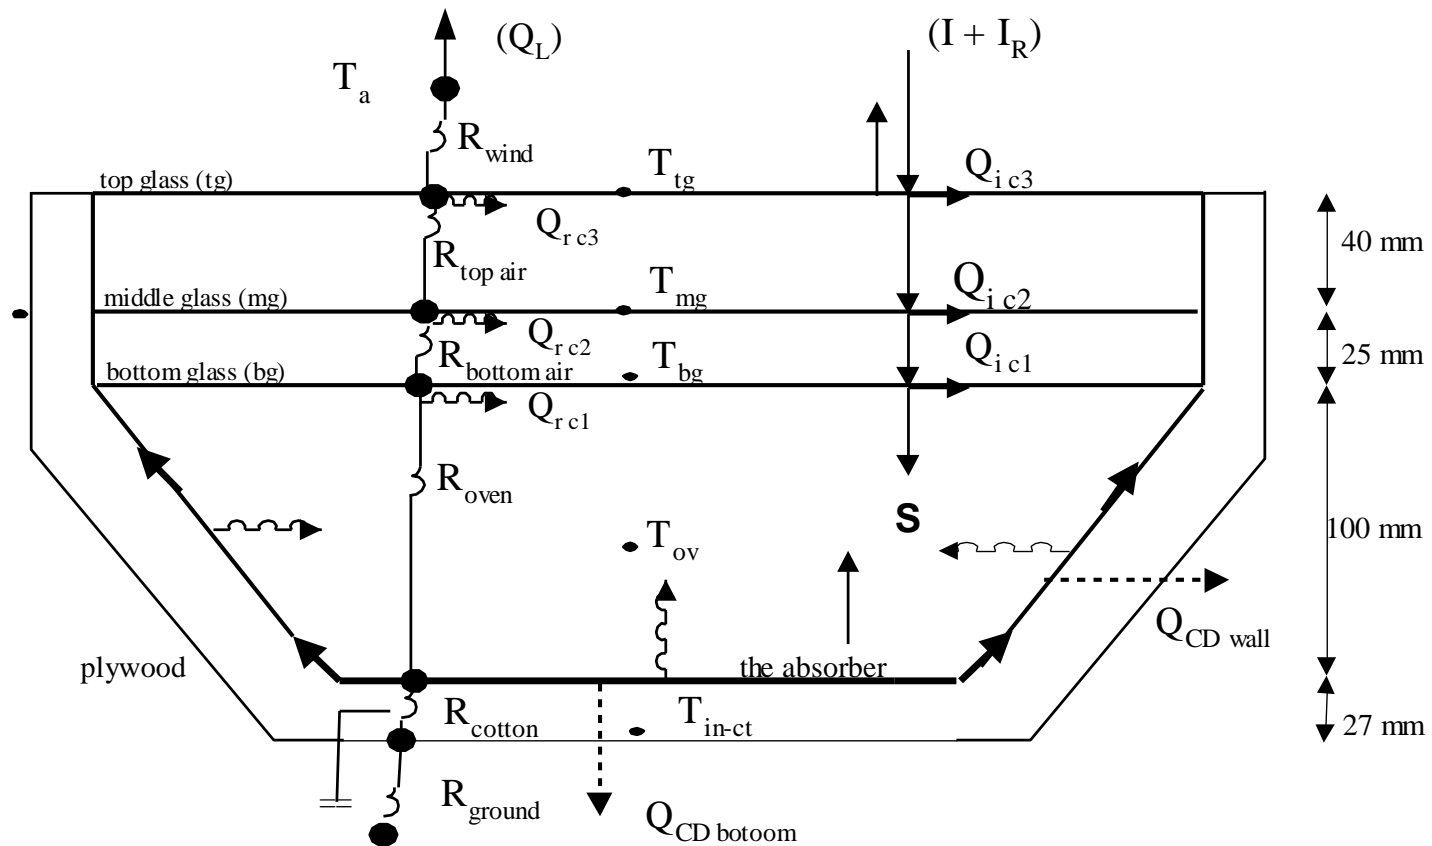 (Q_L)
(I + I_R)
T_a
R_wind
top glass (tg)
T_tg
Q_i c3
Q_r c3
40 mm
R_top air
middle glass (mg)
T_mg
Q_i c2
Q_r c2
R_bottom air
T_bg
Q_i c1
25 mm
bottom glass (bg)
Q_r c1
R_oven
S
T_ov
100 mm
Q_CD wall
plywood
the absorber
R_cotton
T_in-ct
27 mm
R_ground
Q_CD botoom